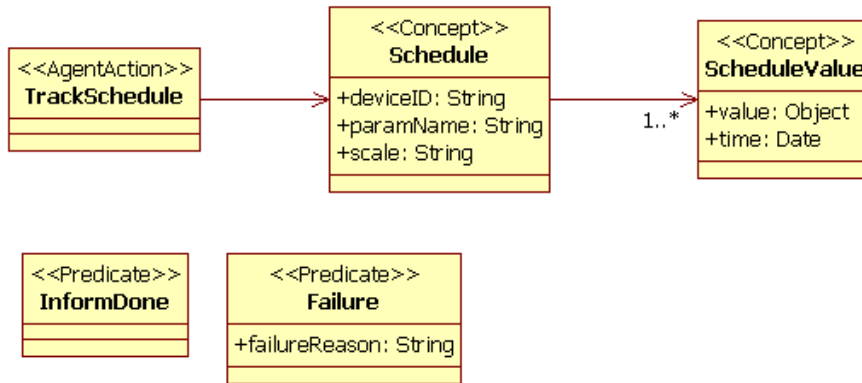 <<AgentAction>>
TrackSchedule
<<Concept>>
Schedule
+deviceID: String
+paramName: String
+scale: String
1..*
<<Concept>>
ScheduleValue
+value: Object
+time: Date
<<Predicate>>
InformDone
<<Predicate>>
Failure
+failureReason: String